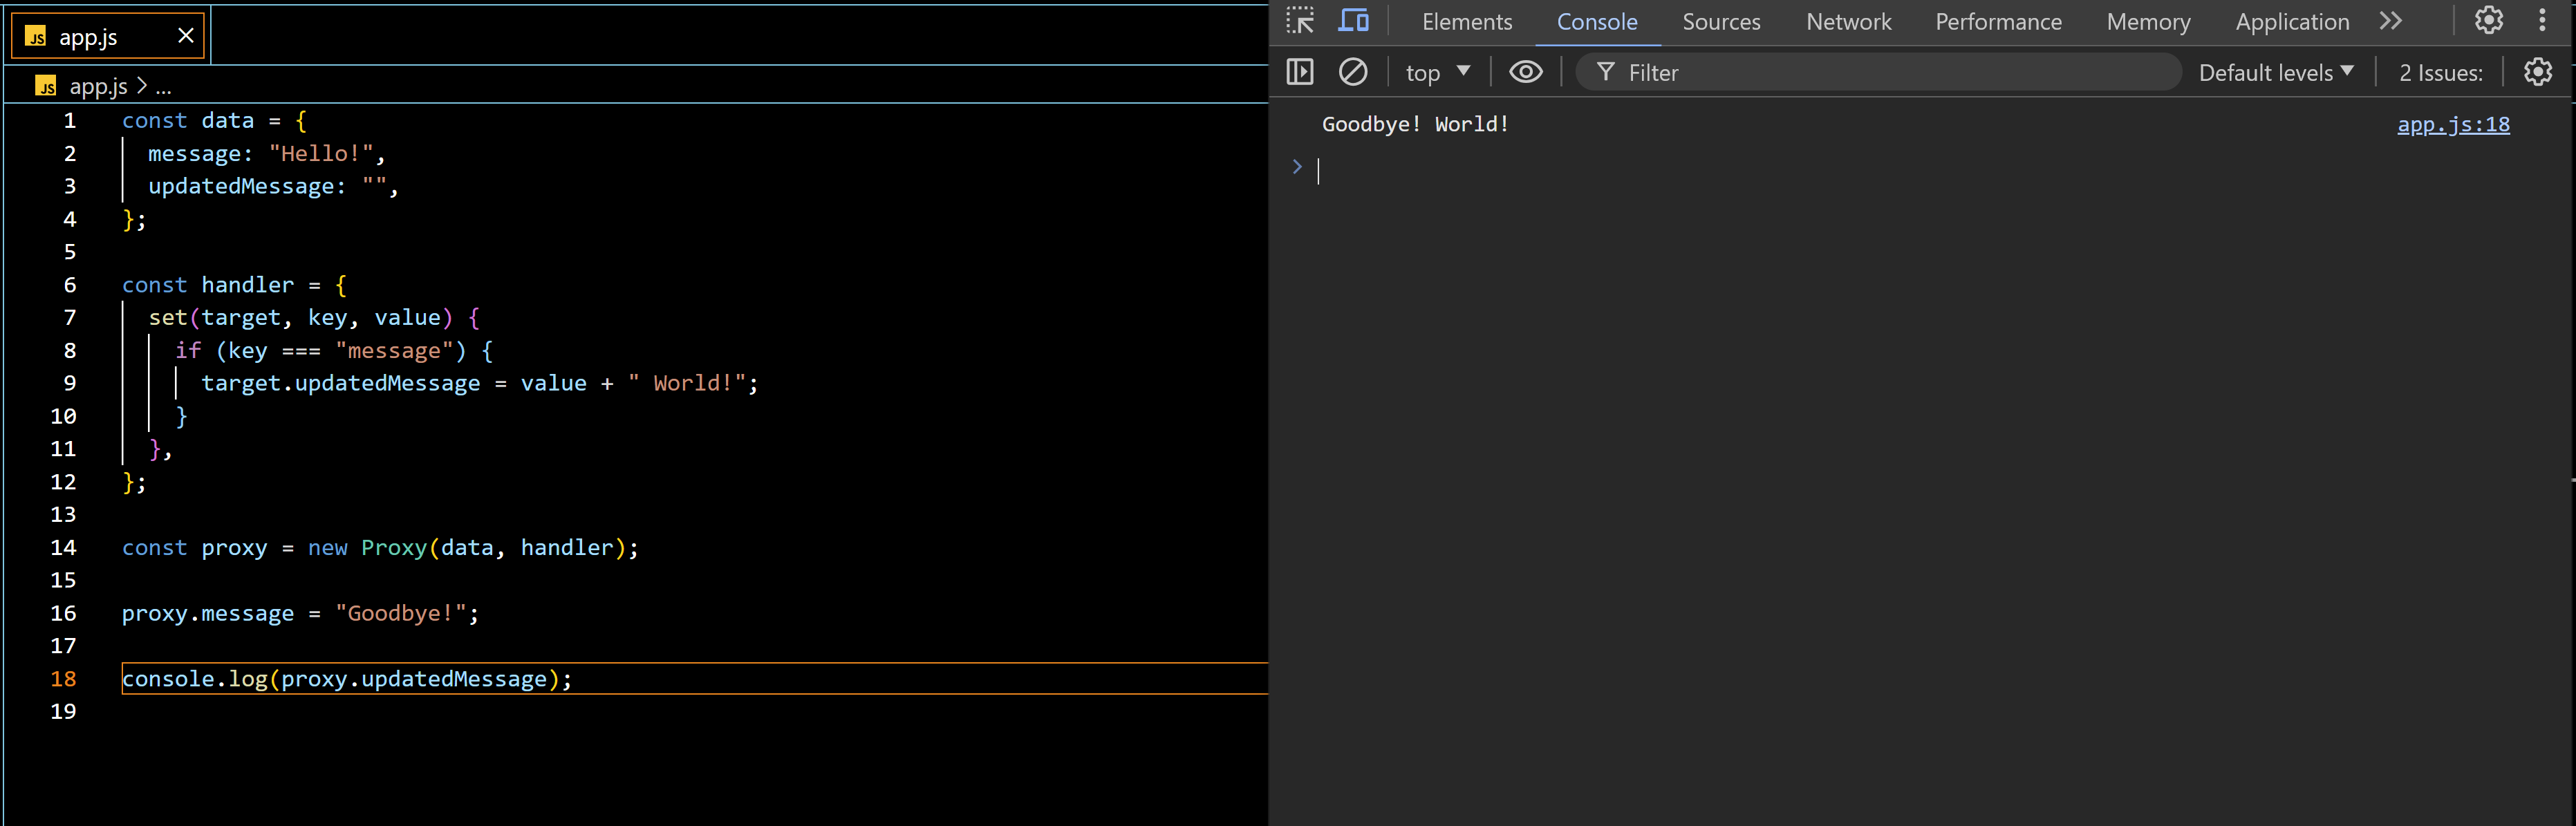 JS app.js ×
JS app.js > ...
1 const data = {
2   message: "Hello!",
3   updatedMessage: "",
4 };
5
6 const handler = {
7   set(target, key, value) {
8     if (key === "message") {
9       target.updatedMessage = value + " World!";
10     }
11   },
12 };
13
14 const proxy = new Proxy(data, handler);
15
16 proxy.message = "Goodbye!";
17
18 console.log(proxy.updatedMessage);
19
Elements Console Sources Network Performance Memory Application »
top ▼ Filter Default levels ▼ 2 Issues:
Goodbye! World! app.js:18
>